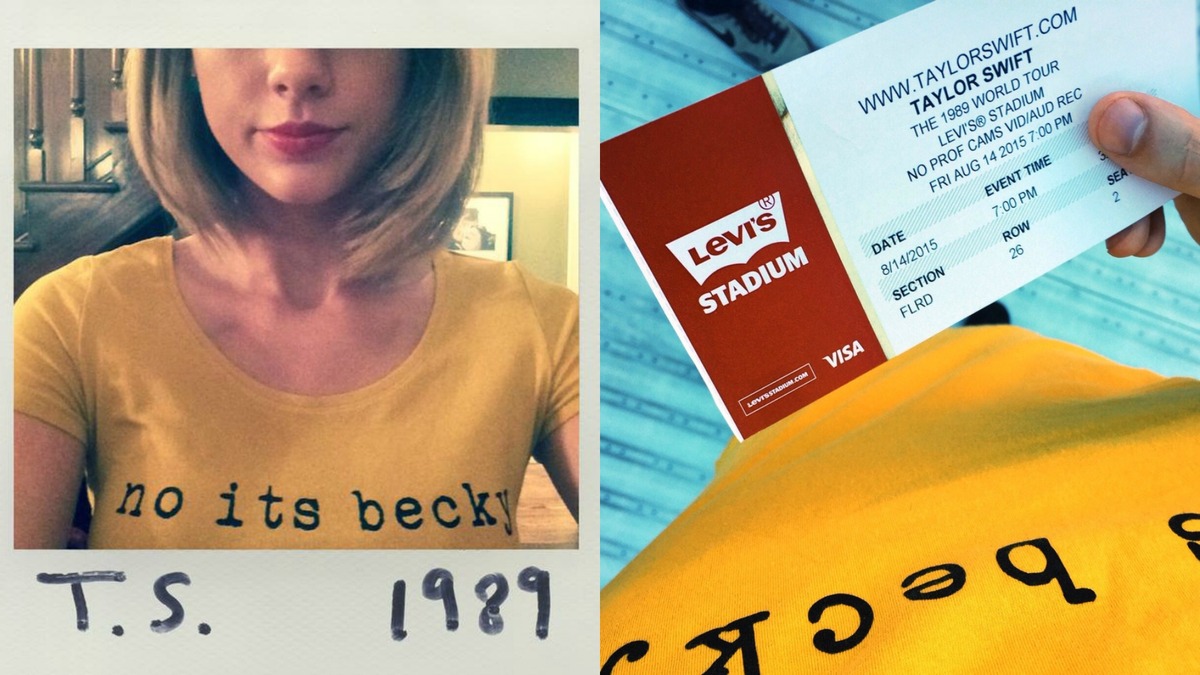 no its becky
T.S. 1989
WWW.TAYLORSWIFT.COM
TAYLOR SWIFT
THE 1989 WORLD TOUR
LEVI'S® STADIUM
NO PROF CAMS VID/AUD REC
FRI AUG 14 2015 7:00 PM
EVENT TIME
7:00 PM
DATE
8/14/2015
ROW
26
2
SECTION
FLRD
LEVI'S®
STADIUM
VISA
LEVISSTADIUM.COM
becky